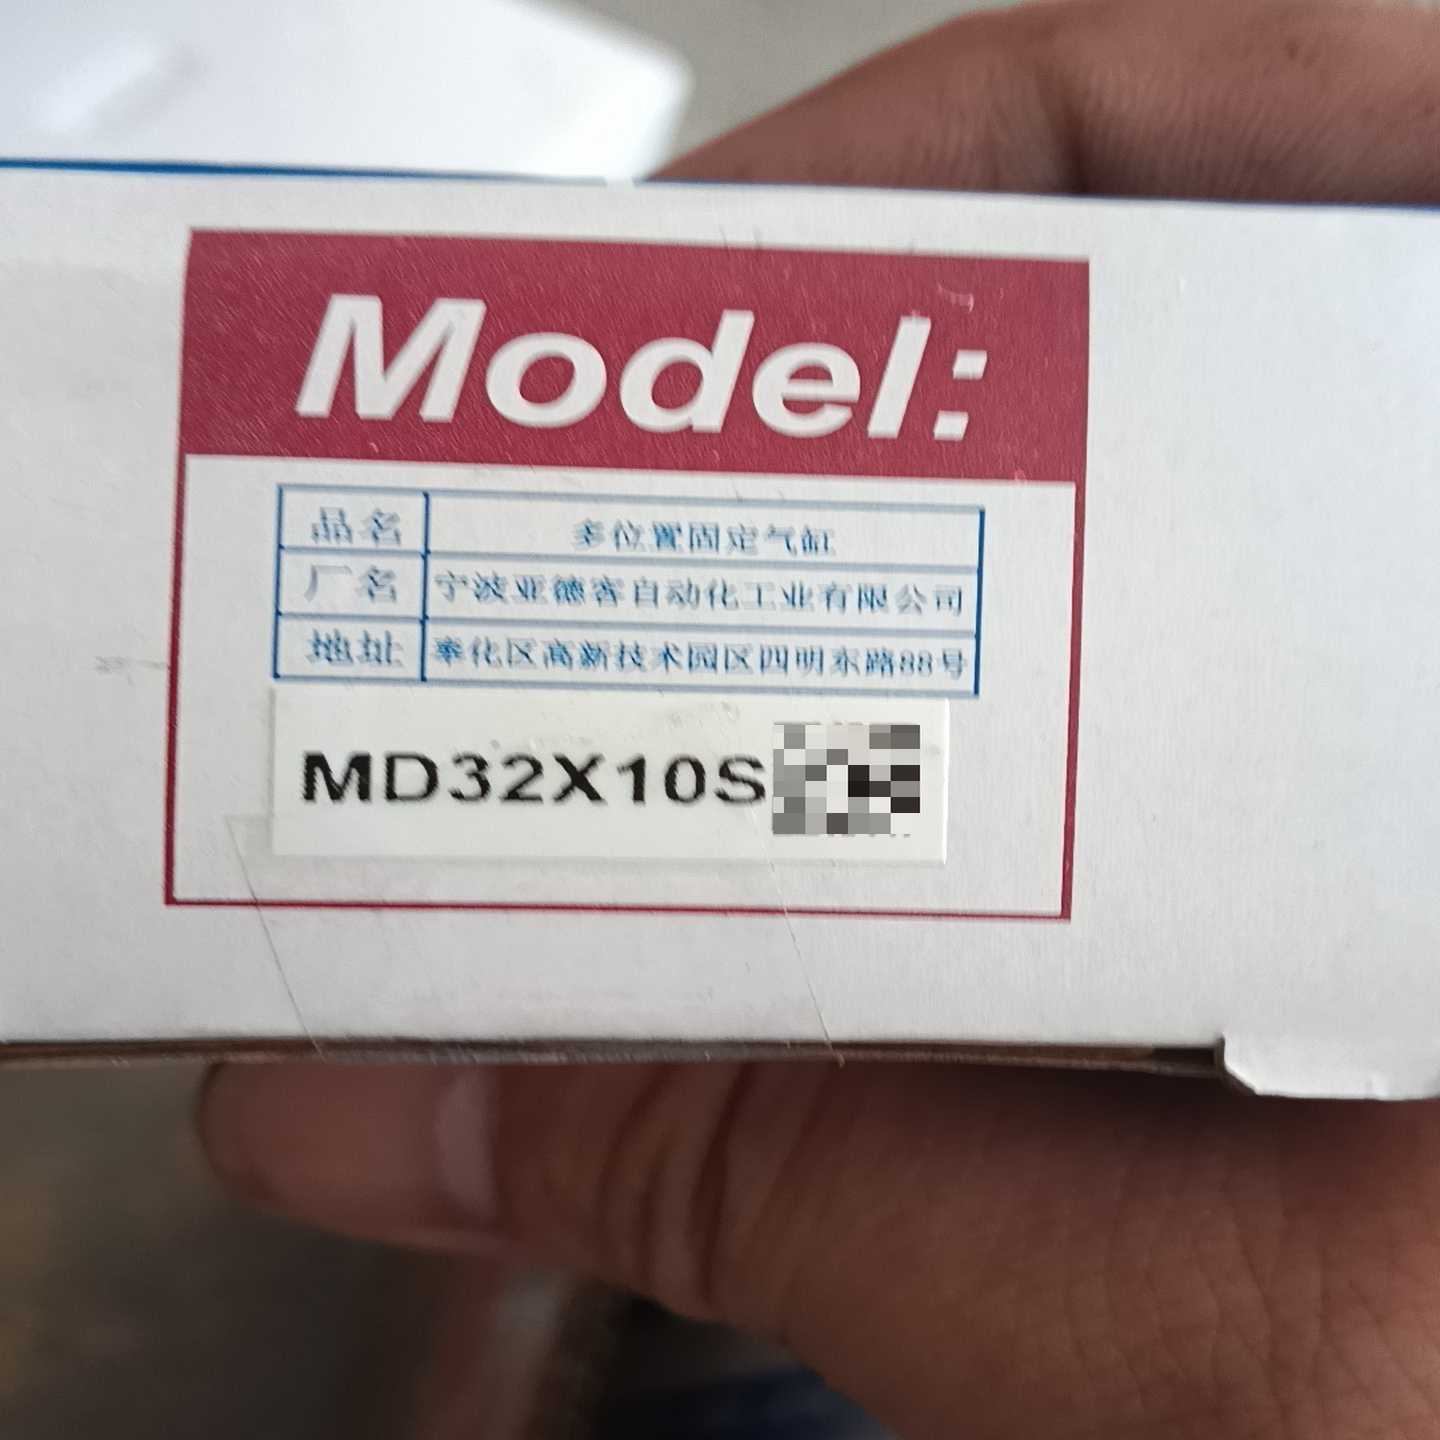 Model:
品名 多位置固定气缸
厂名 宁波亚德客自动化工业有限公司
地址 奉化区高新技术园区四明东路88号
MD32X10S